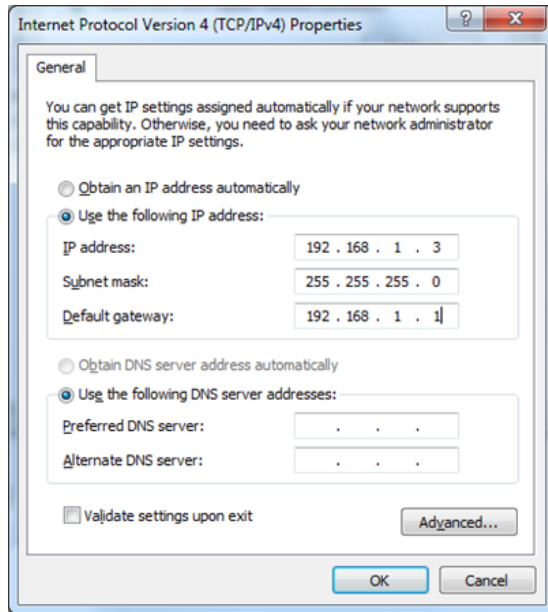 Internet Protocol Version 4 (TCP/IPv4) Properties
General
You can get IP settings assigned automatically if your network supports
this capability. Otherwise, you need to ask your network administrator
for the appropriate IP settings.
Obtain an IP address automatically
Use the following IP address:
IP address: 192 . 168 . 1 . 3
Subnet mask: 255 . 255 . 255 . 0
Default gateway: 192 . 168 . 1 . 1
Obtain DNS server address automatically
Use the following DNS server addresses:
Preferred DNS server: . . .
Alternate DNS server: . . .
Validate settings upon exit
Advanced...
OK Cancel